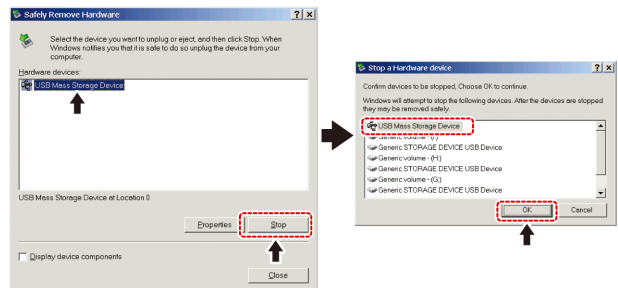 Safely Remove Hardware
Select the device you want to unplug or eject, and then click Stop. When
Windows notifies you that it is safe to do so unplug the device from your
computer.
Hardware devices:
USB Mass Storage Device
USB Mass Storage Device at Location 0
Properties
Stop
Display device components
Close
Stop a Hardware device
Confirm devices to be stopped, Choose OK to continue.
Windows will attempt to stop the following devices. After the devices are stopped
they may be removed safely.
USB Mass Storage Device
Generic volume - (I:)
Generic STORAGE DEVICE USB Device
Generic volume - (H:)
Generic STORAGE DEVICE USB Device
Generic volume - (G:)
Generic STORAGE DEVICE USB Device
OK
Cancel